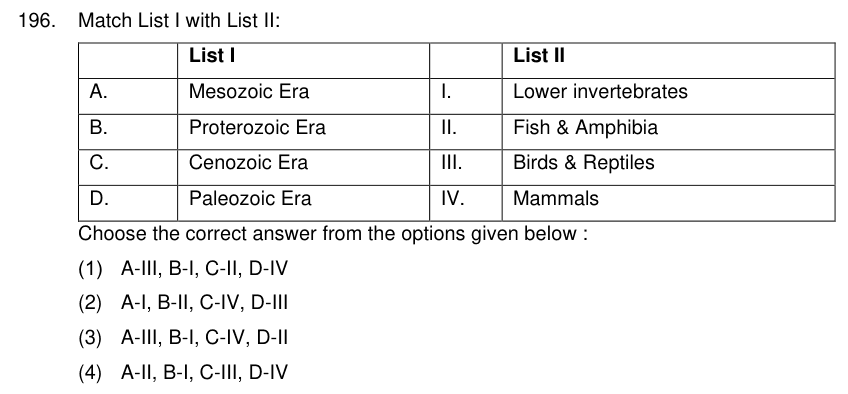 196. Match List I with List II:
List I List II
A. Mesozoic Era I. Lower invertebrates
B. Proterozoic Era II. Fish & Amphibia
C. Cenozoic Era III. Birds & Reptiles
D. Paleozoic Era IV. Mammals
Choose the correct answer from the options given below :
(1) A-III, B-I, C-II, D-IV
(2) A-I, B-II, C-IV, D-III
(3) A-III, B-I, C-IV, D-II
(4) A-II, B-I, C-III, D-IV